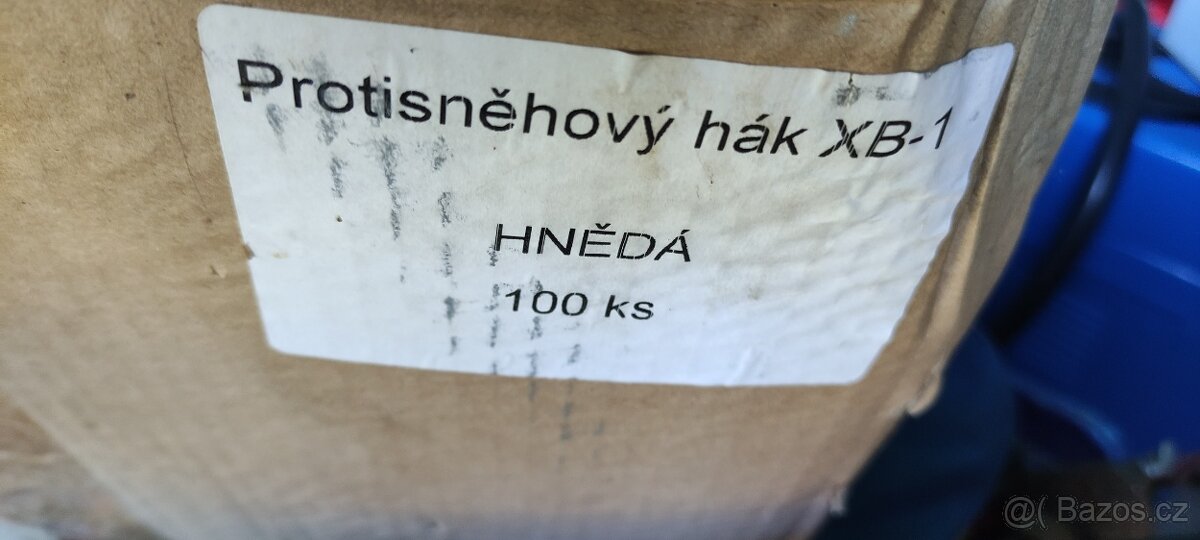 Protisněhový hák XB-1
HNĚDÁ
100 ks
@( Bazos.cz